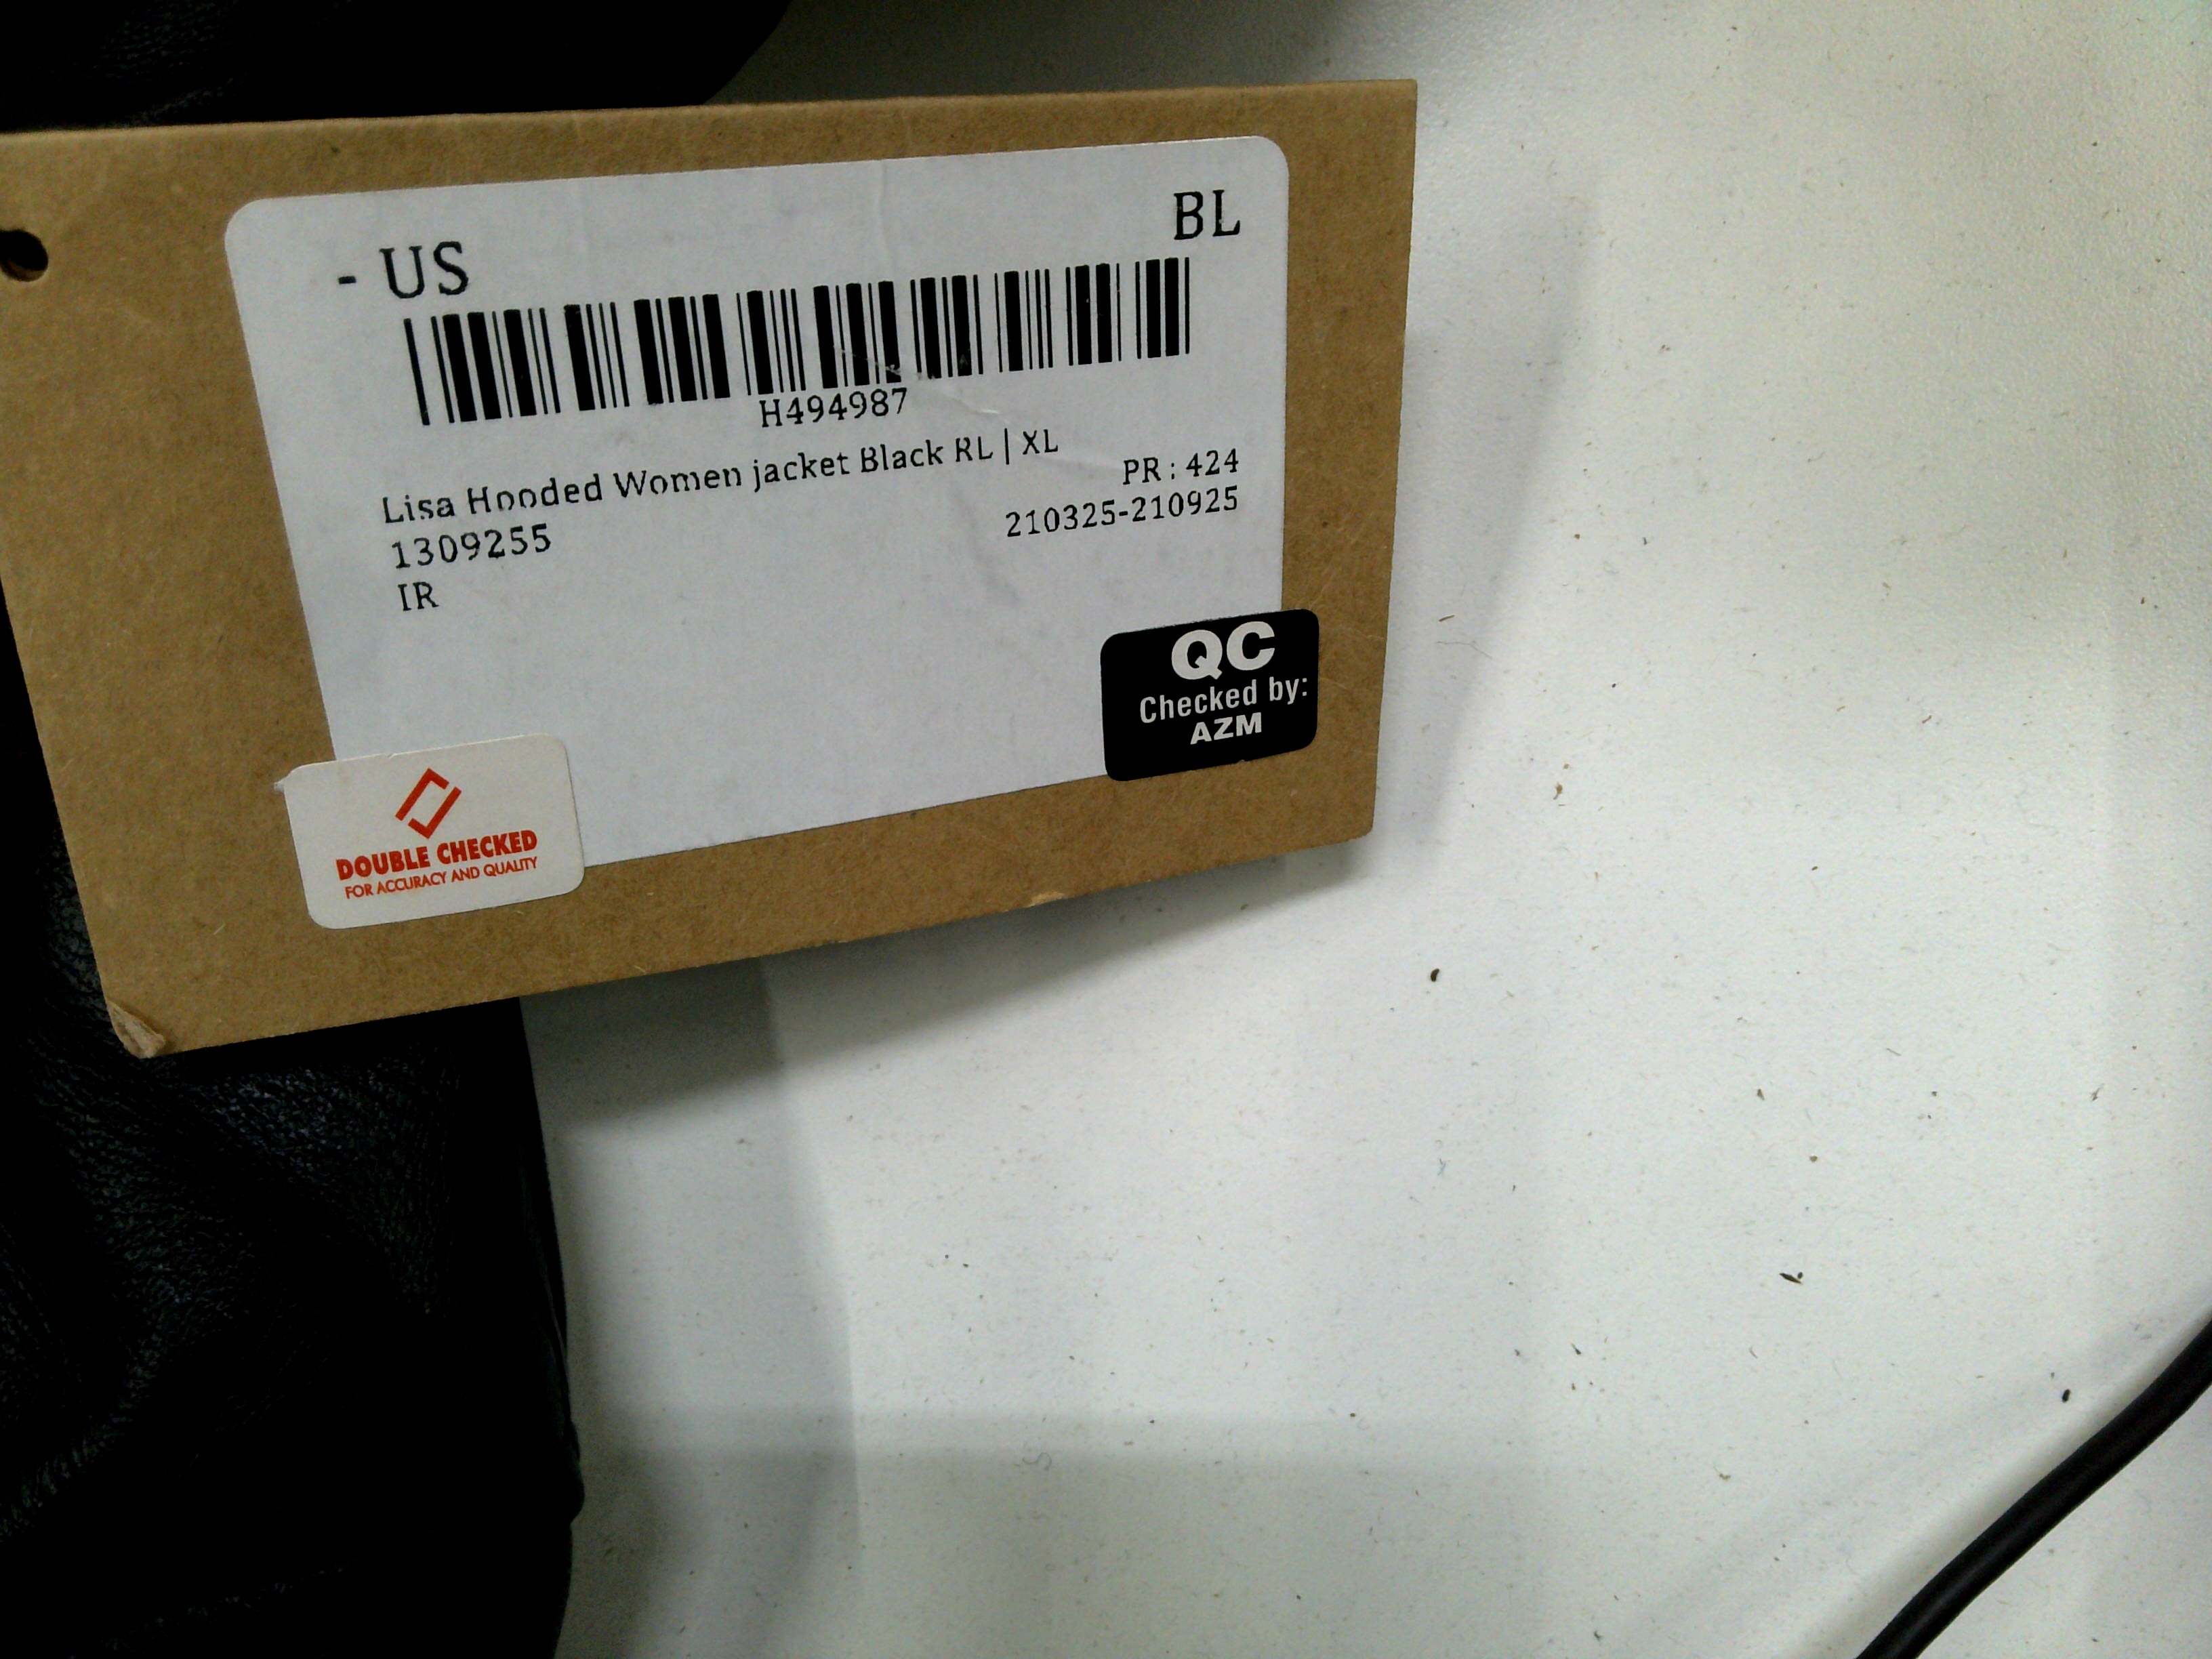 - US
BL
H494987
Lisa Hooded Women jacket Black RL | XL
PR : 424
1309255
210325-210925
IR
QC
Checked by:
AZM
DOUBLE CHECKED
FOR ACCURACY AND QUALITY